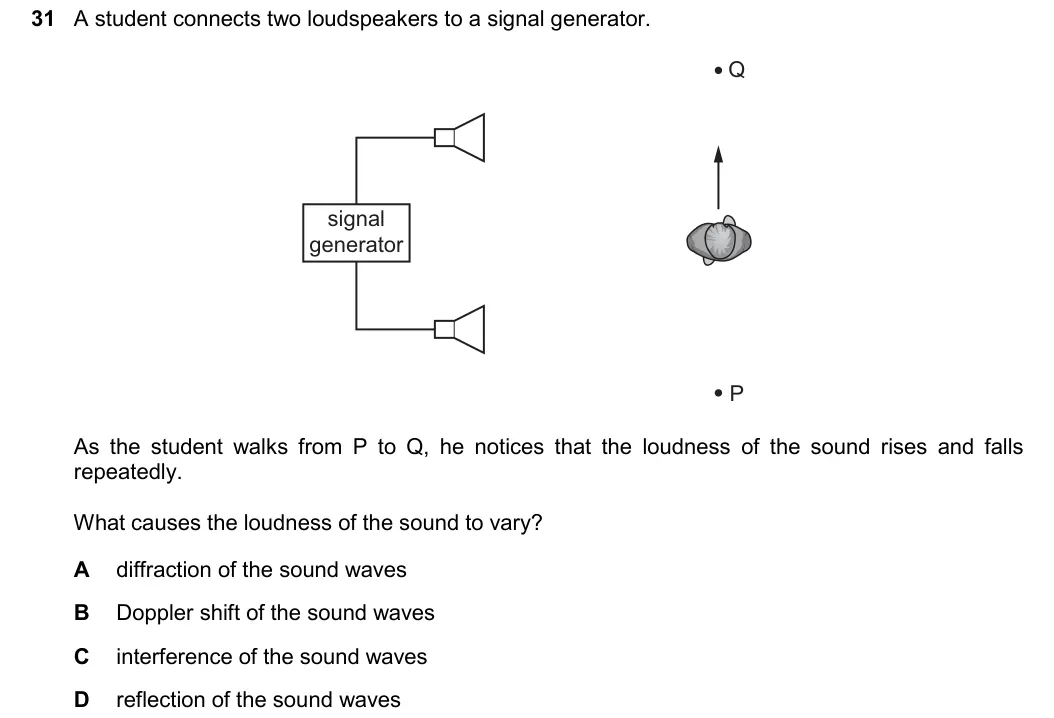 31 A student connects two loudspeakers to a signal generator.
• Q
signal
generator
• P
As the student walks from P to Q, he notices that the loudness of the sound rises and falls
repeatedly.
What causes the loudness of the sound to vary?
A diffraction of the sound waves
B Doppler shift of the sound waves
C interference of the sound waves
D reflection of the sound waves